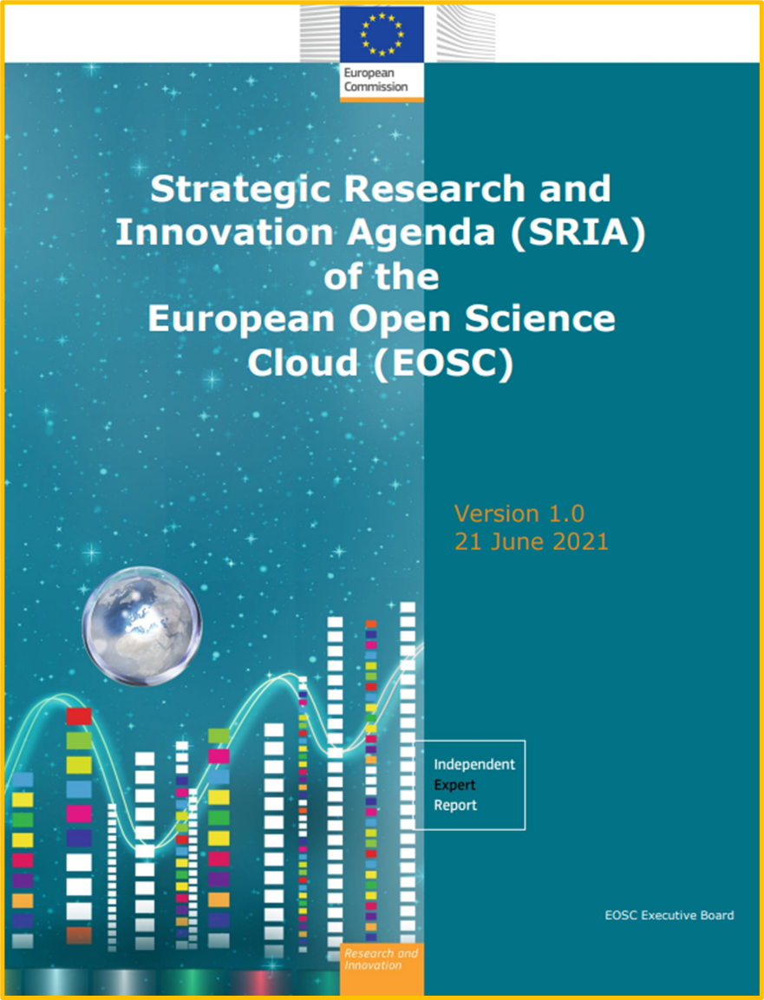 European
Commission
Strategic Research and
Innovation Agenda (SRIA)
of the
European Open Science
Cloud (EOSC)
Version 1.0
21 June 2021
Independent
Expert
Report
EOSC Executive Board
Research and
Innovation